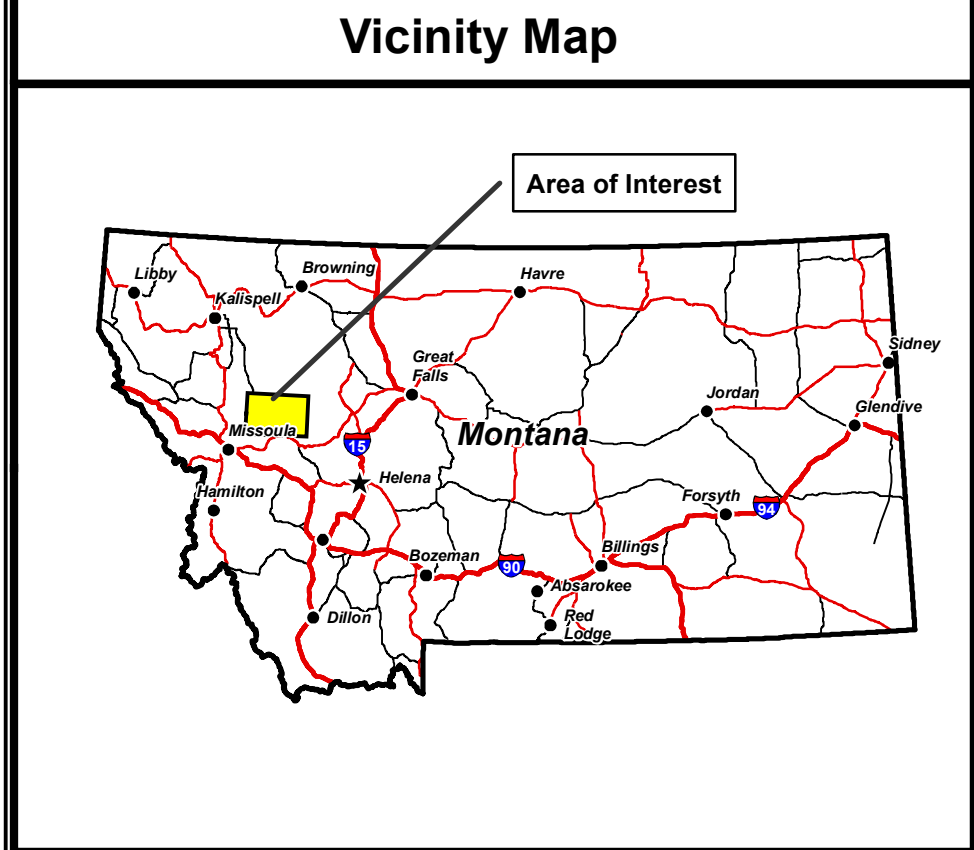 Vicinity Map
Area of Interest
Libby
Browning
Kalispell
Havre
Great
Falls
Sidney
Jordan
Glendive
Missoula
Montana
15
Helena
Hamilton
Forsyth
94
Bozeman
90
Billings
Absarokee
Dillon
Red
Lodge